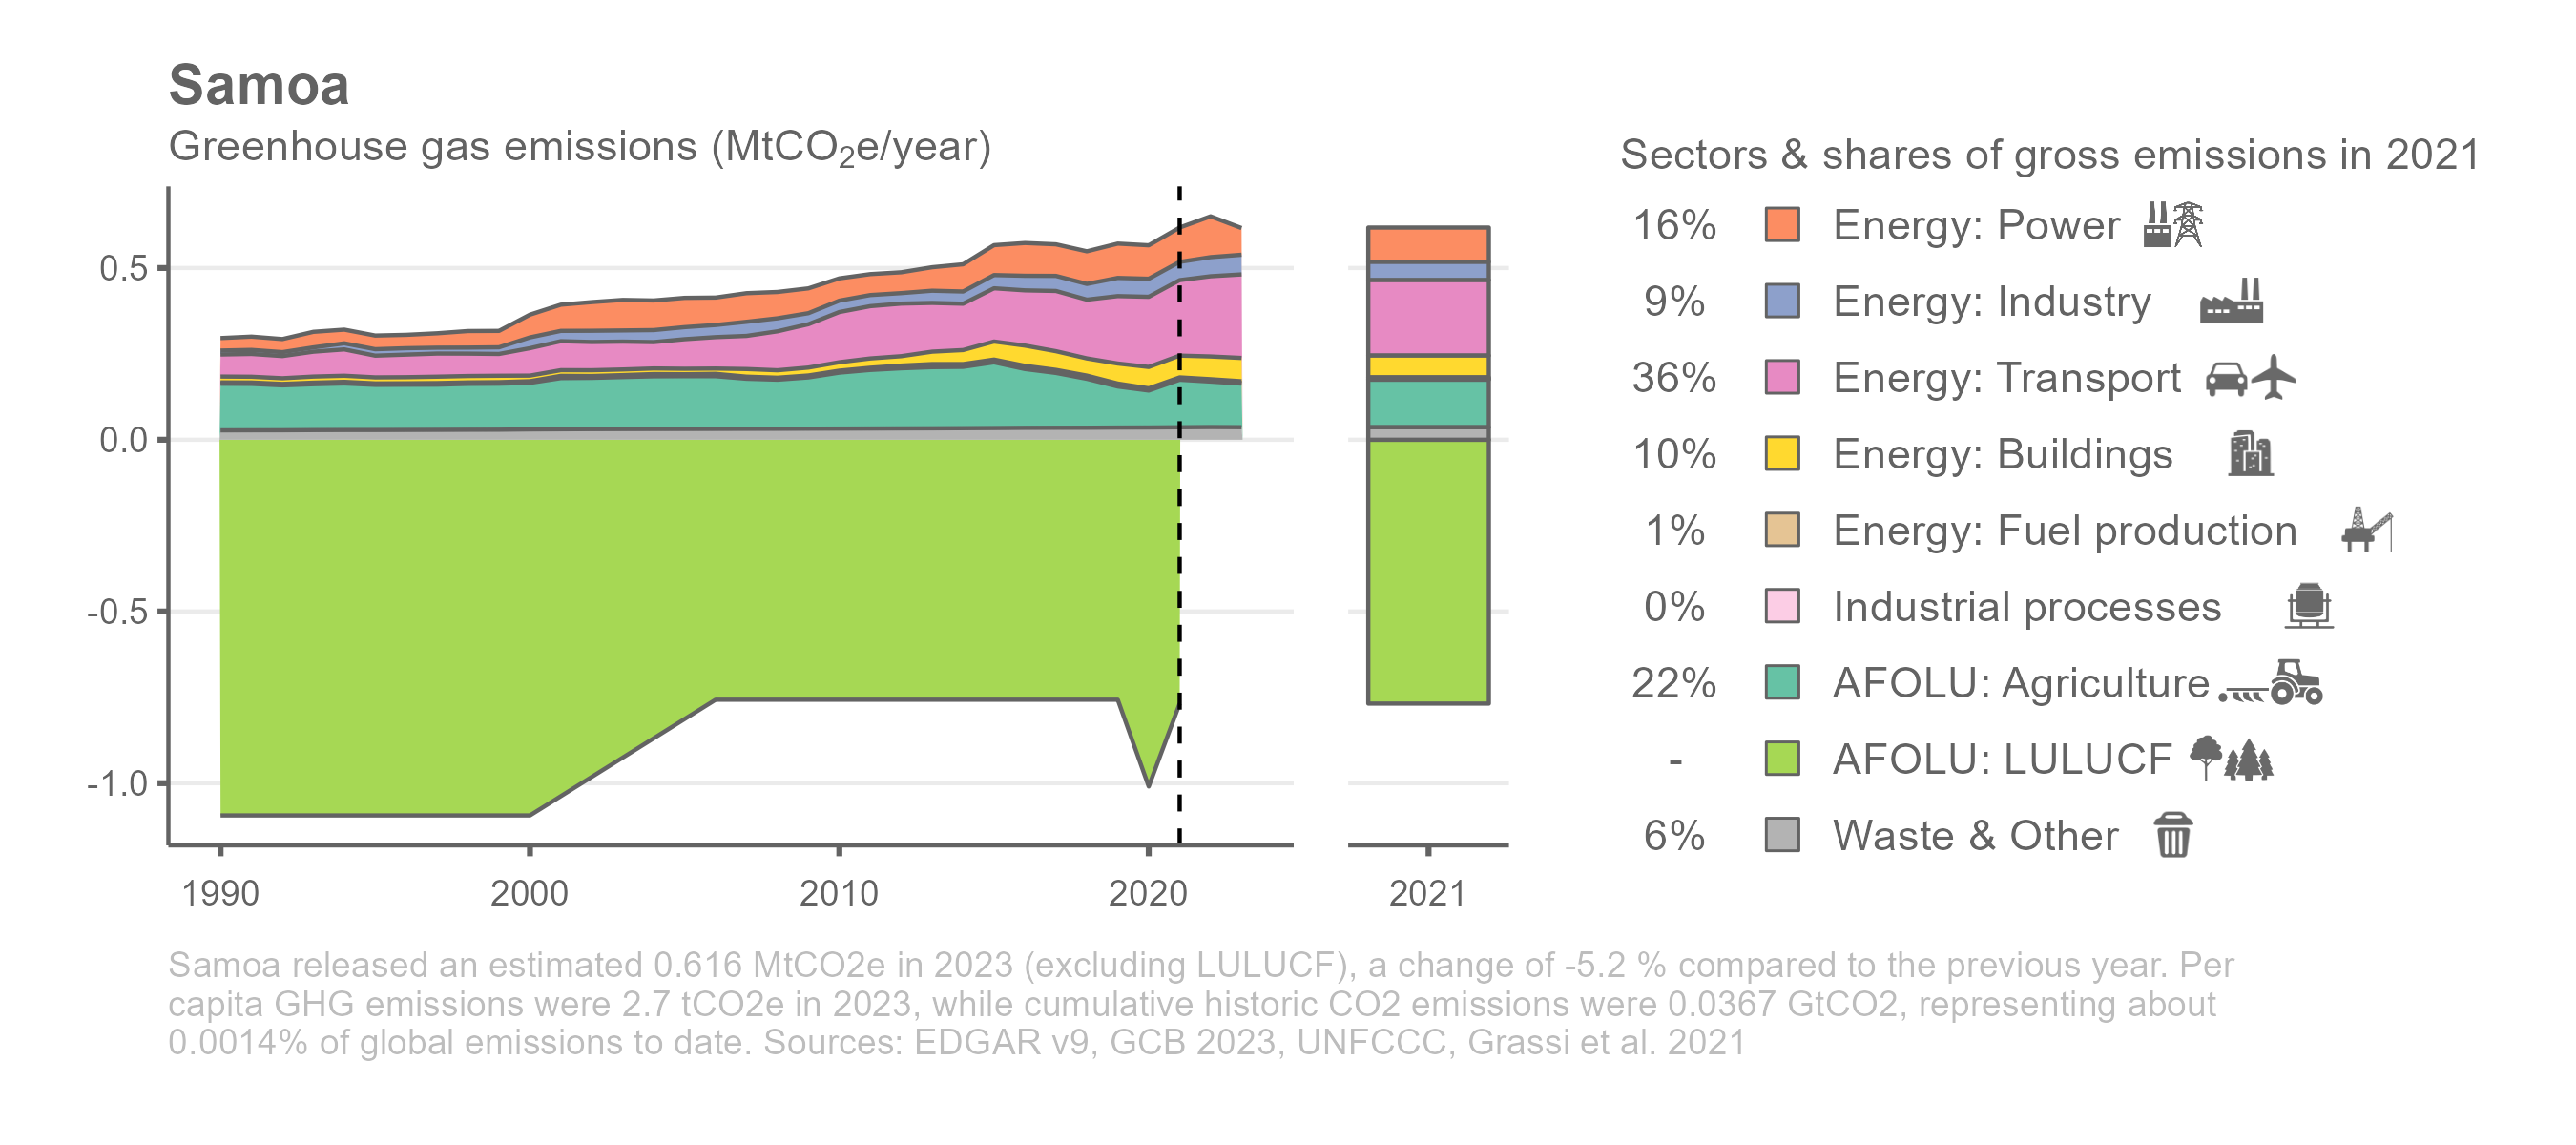 Samoa
Greenhouse gas emissions (MtCO₂e/year)
Sectors & shares of gross emissions in 2021
16% Energy: Power
9% Energy: Industry
36% Energy: Transport
10% Energy: Buildings
1% Energy: Fuel production
0% Industrial processes
22% AFOLU: Agriculture
- AFOLU: LULUCF
6% Waste & Other
0.5
0.0
-0.5
-1.0
1990 2000 2010 2020 2021
Samoa released an estimated 0.616 MtCO2e in 2023 (excluding LULUCF), a change of -5.2 % compared to the previous year. Per
capita GHG emissions were 2.7 tCO2e in 2023, while cumulative historic CO2 emissions were 0.0367 GtCO2, representing about
0.0014% of global emissions to date. Sources: EDGAR v9, GCB 2023, UNFCCC, Grassi et al. 2021